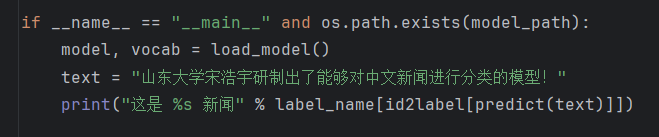 if __name__ == "__main__" and os.path.exists(model_path):
    model, vocab = load_model()
    text = "山东大学宋浩宇研制出了能够对中文新闻进行分类的模型！"
    print("这是 %s 新闻" % label_name[id2label[predict(text)]])